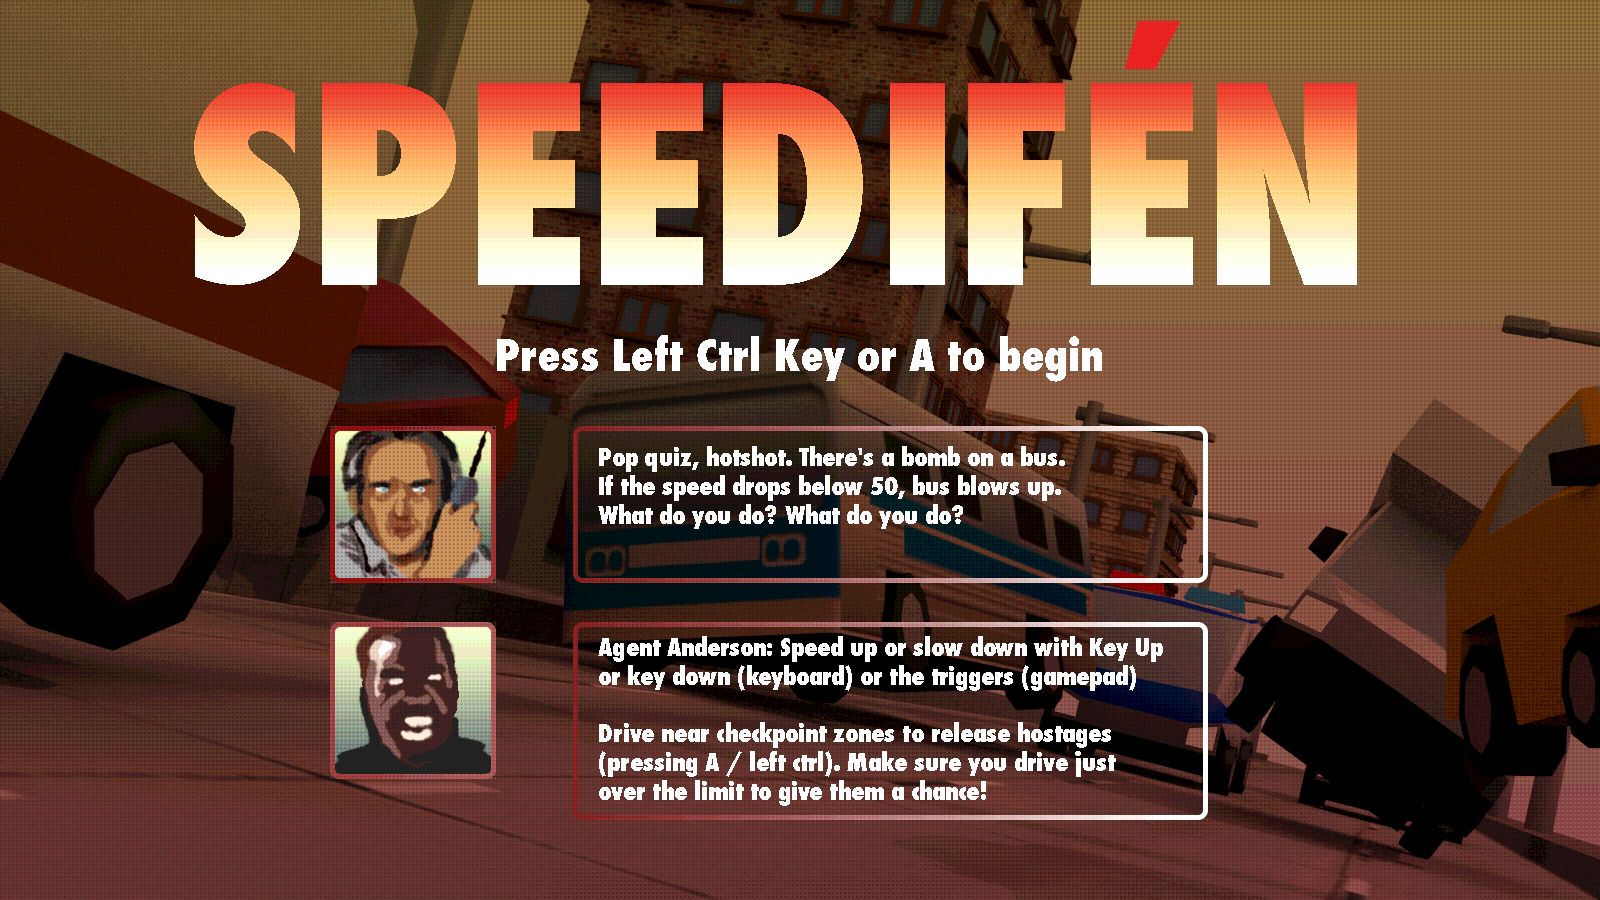 SPEEDIFÉN
Press Left Ctrl Key or A to begin
Pop quiz, hotshot. There's a bomb on a bus.
If the speed drops below 50, bus blows up.
What do you do? What do you do?
Agent Anderson: Speed up or slow down with Key Up
or key down (keyboard) or the triggers (gamepad)
Drive near checkpoint zones to release hostages
(pressing A / left ctrl). Make sure you drive just
over the limit to give them a chance!